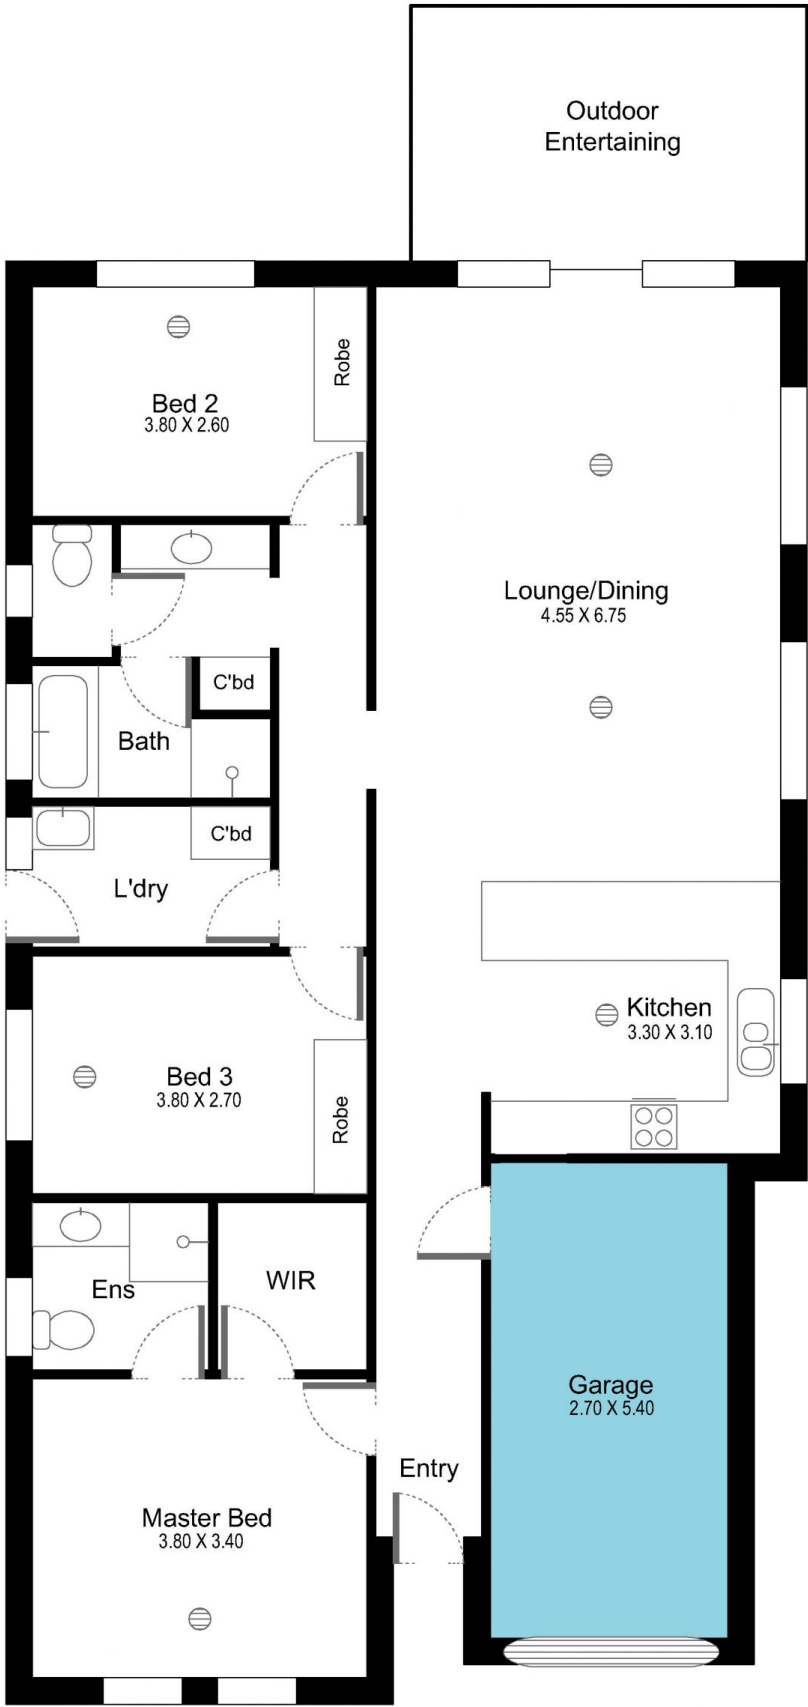 Outdoor
Entertaining
Robe
Bed 2
3.80 X 2.60
Lounge/Dining
4.55 X 6.75
C'bd
Bath
C'bd
L'dry
Kitchen
3.30 X 3.10
Bed 3
3.80 X 2.70
Robe
Ens
WIR
Garage
2.70 X 5.40
Entry
Master Bed
3.80 X 3.40